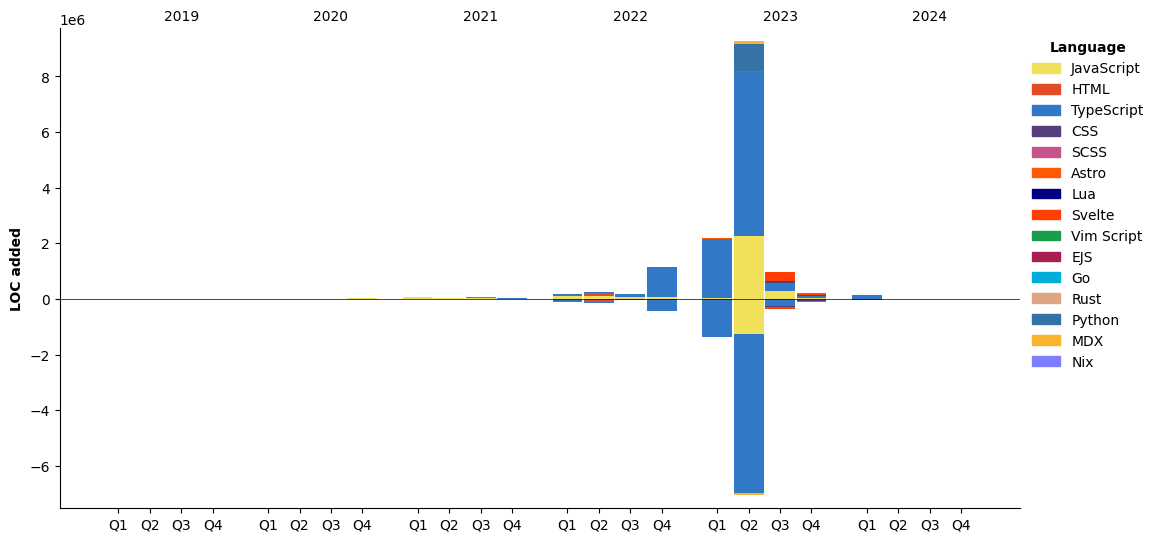 2019 2020 2021 2022 2023 2024
1e6
8
6
4
2
0
−2
−4
−6
LOC added
Q1 Q2 Q3 Q4 Q1 Q2 Q3 Q4 Q1 Q2 Q3 Q4 Q1 Q2 Q3 Q4 Q1 Q2 Q3 Q4 Q1 Q2 Q3 Q4
Language
JavaScript
HTML
TypeScript
CSS
SCSS
Astro
Lua
Svelte
Vim Script
EJS
Go
Rust
Python
MDX
Nix